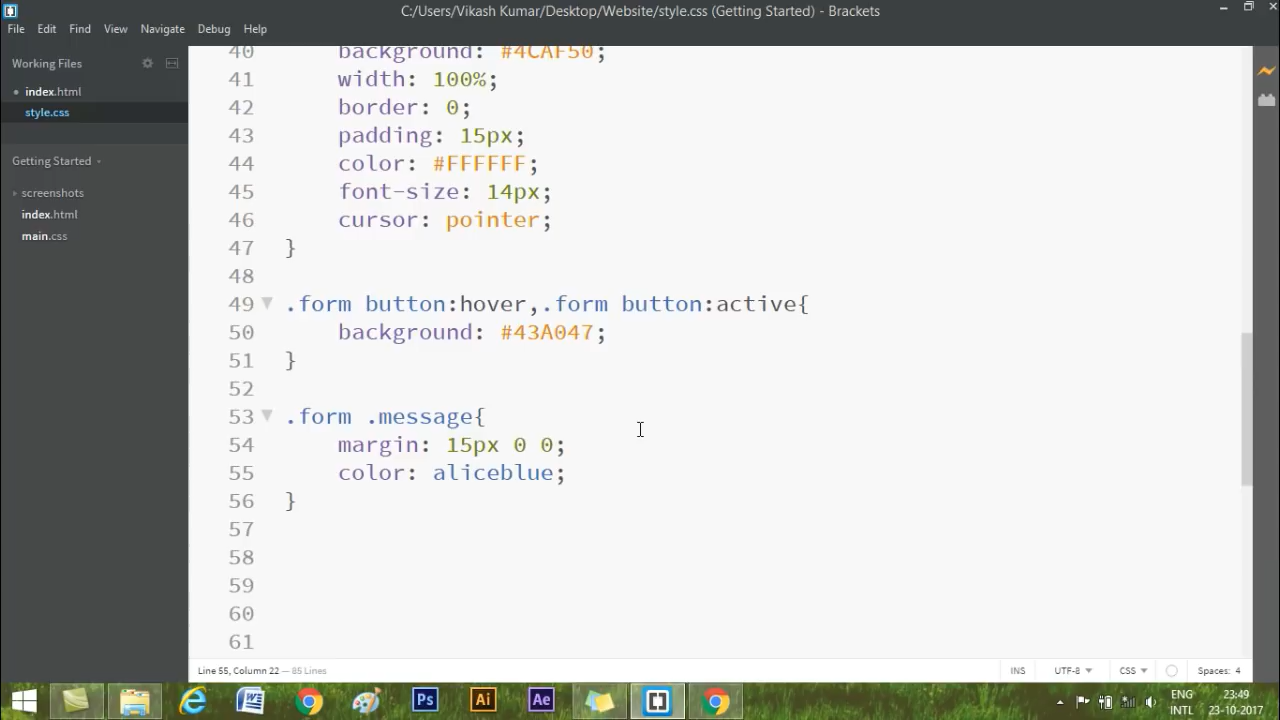 C:/Users/Vikash Kumar/Desktop/Website/style.css (Getting Started) - Brackets
File Edit Find View Navigate Debug Help
Working Files
index.html
style.css
Getting Started
screenshots
index.html
main.css
40 background: #4CAF50;
41 width: 100%;
42 border: 0;
43 padding: 15px;
44 color: #FFFFFF;
45 font-size: 14px;
46 cursor: pointer;
47 }
48
49 .form button:hover,.form button:active{
50 background: #43A047;
51 }
52
53 .form .message{
54 margin: 15px 0 0;
55 color: aliceblue;
56 }
57
58
59
60
61
Line 55, Column 22 — 85 Lines
INS UTF-8 CSS Spaces: 4
Ps Ai Ae
ENG 23:49
INTL 23-10-2017